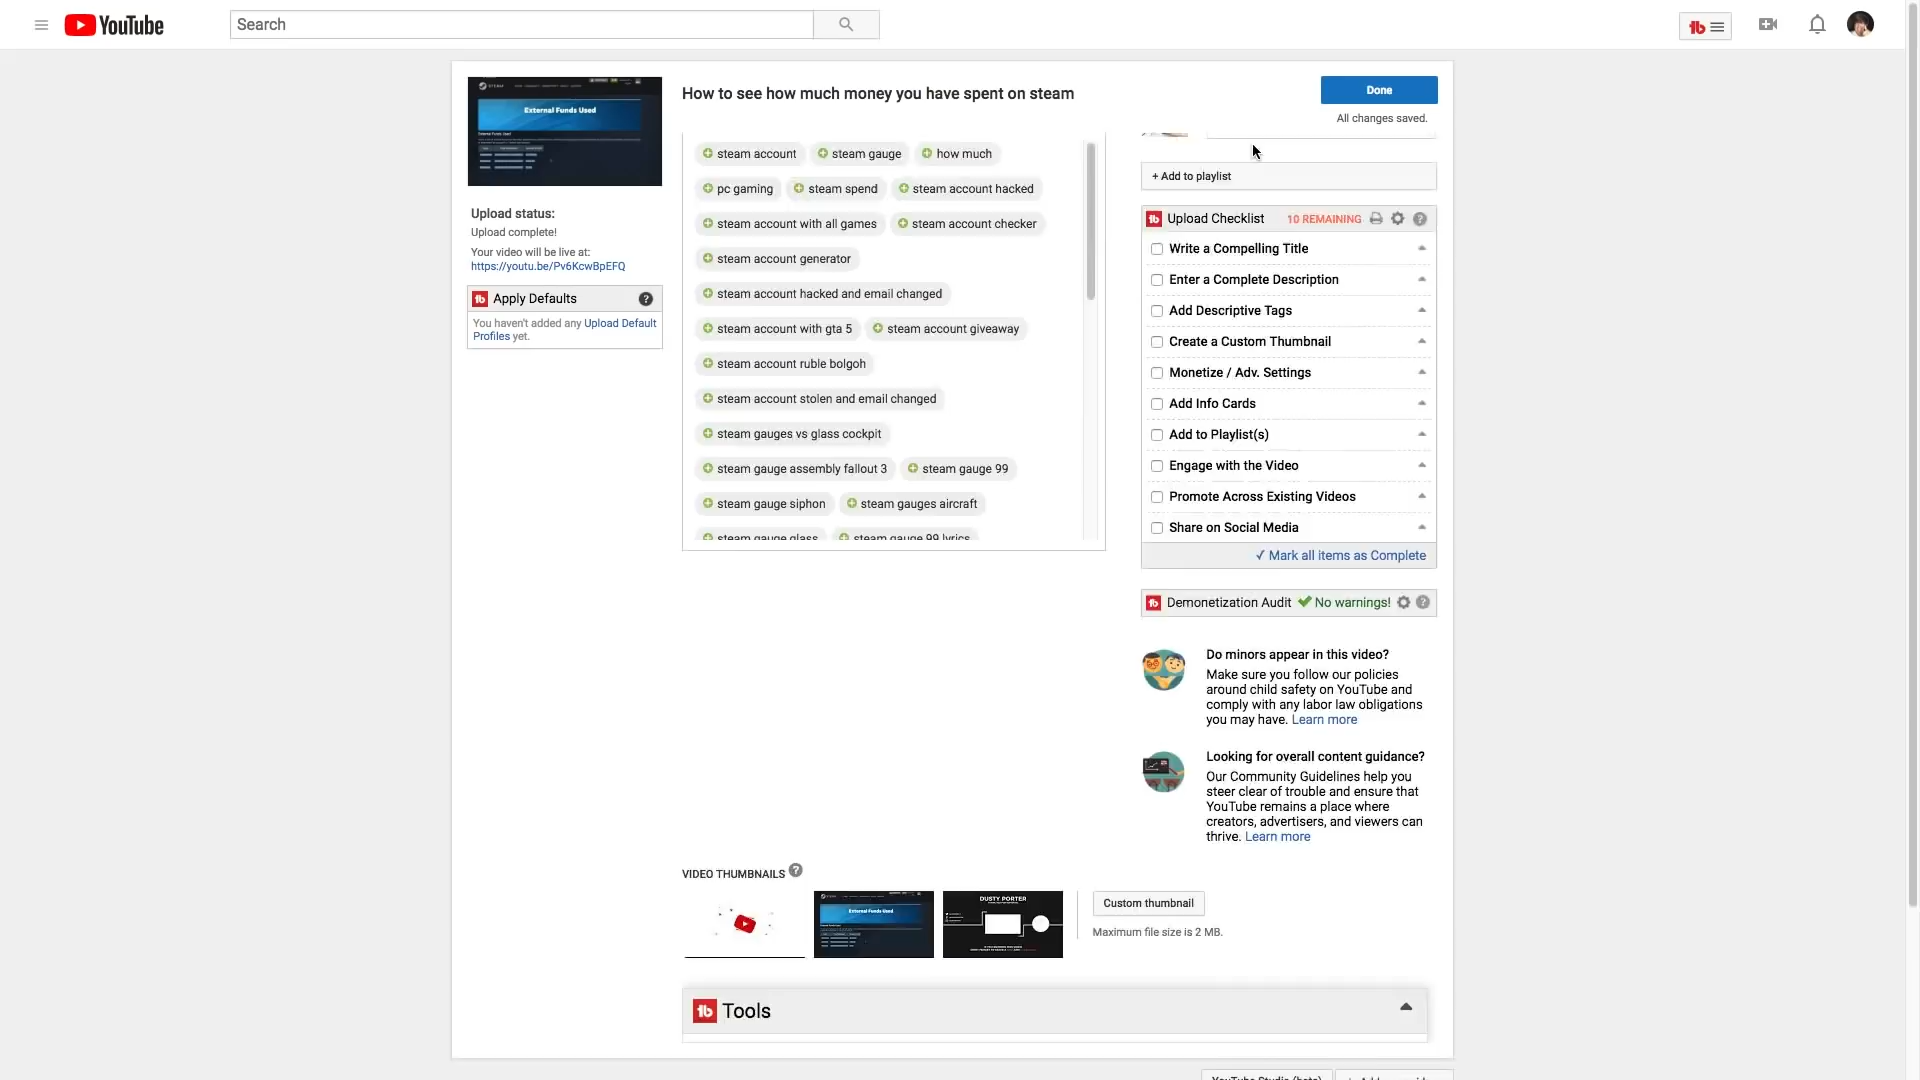 YouTube
Search
How to see how much money you have spent on steam
Done
All changes saved.
STEAM
External Funds Used
Upload status:
Upload complete!
Your video will be live at:
https://youtu.be/Pv6KcwBpEFQ
Apply Defaults
You haven't added any Upload Default
Profiles yet.
steam account steam gauge how much
pc gaming steam spend steam account hacked
steam account with all games steam account checker
steam account generator
steam account hacked and email changed
steam account with gta 5 steam account giveaway
steam account ruble bolgoh
steam account stolen and email changed
steam gauges vs glass cockpit
steam gauge assembly fallout 3 steam gauge 99
steam gauge siphon steam gauges aircraft
steam gauge glass steam gauge 99 lyrics
+ Add to playlist
Upload Checklist 10 REMAINING
Write a Compelling Title
Enter a Complete Description
Add Descriptive Tags
Create a Custom Thumbnail
Monetize / Adv. Settings
Add Info Cards
Add to Playlist(s)
Engage with the Video
Promote Across Existing Videos
Share on Social Media
✓ Mark all items as Complete
Demonetization Audit No warnings!
Do minors appear in this video?
Make sure you follow our policies
around child safety on YouTube and
comply with any labor law obligations
you may have. Learn more
Looking for overall content guidance?
Our Community Guidelines help you
steer clear of trouble and ensure that
YouTube remains a place where
creators, advertisers, and viewers can
thrive. Learn more
VIDEO THUMBNAILS
External Funds Used
DUSTY PORTER
Custom thumbnail
Maximum file size is 2 MB.
Tools
YouTube Studio (beta)